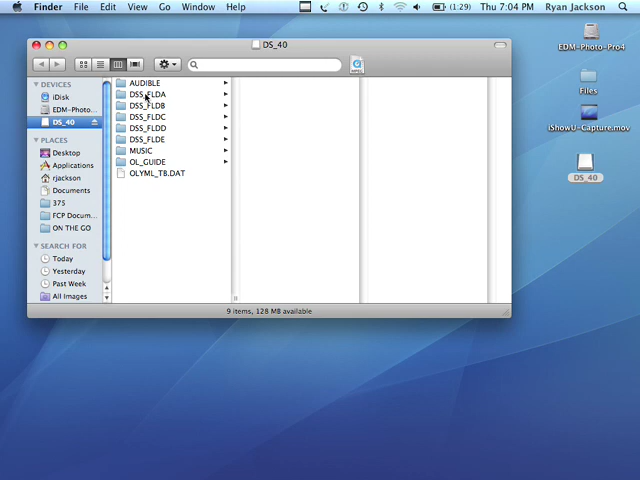 Finder File Edit View Go Window Help (1:29) Thu 7:04 PM Ryan Jackson
DS_40
DEVICES
iDisk
EDM-Photo...
DS_40
PLACES
Desktop
Applications
rjackson
Documents
375
FCP Docum...
ON THE GO
SEARCH FOR
Today
Yesterday
Past Week
All Images
AUDIBLE
DSS_FLDA
DSS_FLDB
DSS_FLDC
DSS_FLDD
DSS_FLDE
MUSIC
OL_GUIDE
OLYML_TB.DAT
9 items, 128 MB available
EDM-Photo-Pro4
Files
iShowU-Capture.mov
DS_40